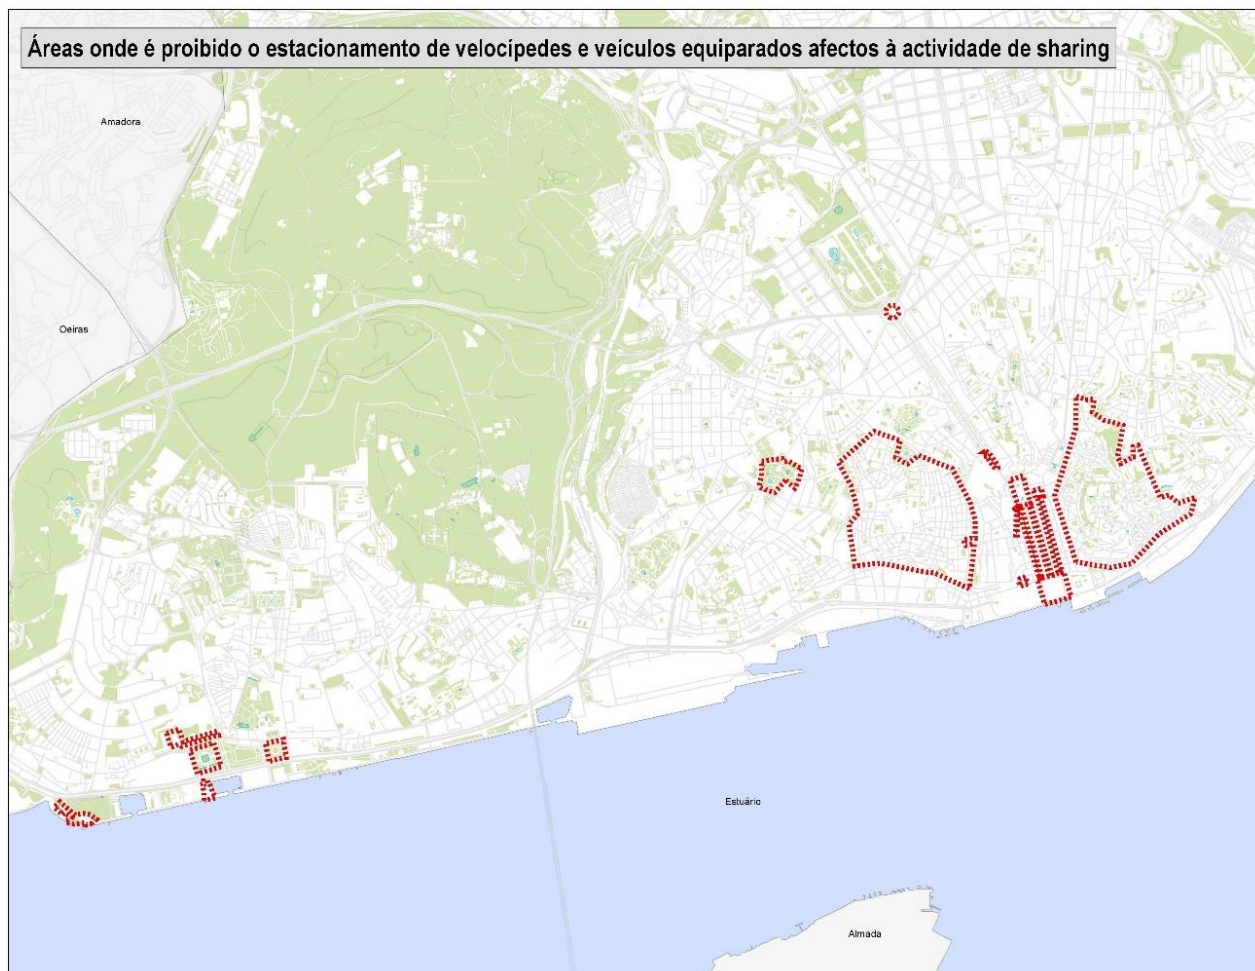 Áreas onde é proibido o estacionamento de velocípedes e veículos equiparados afectos à actividade de sharing
Amadora
Oeiras
Estuário
Almada